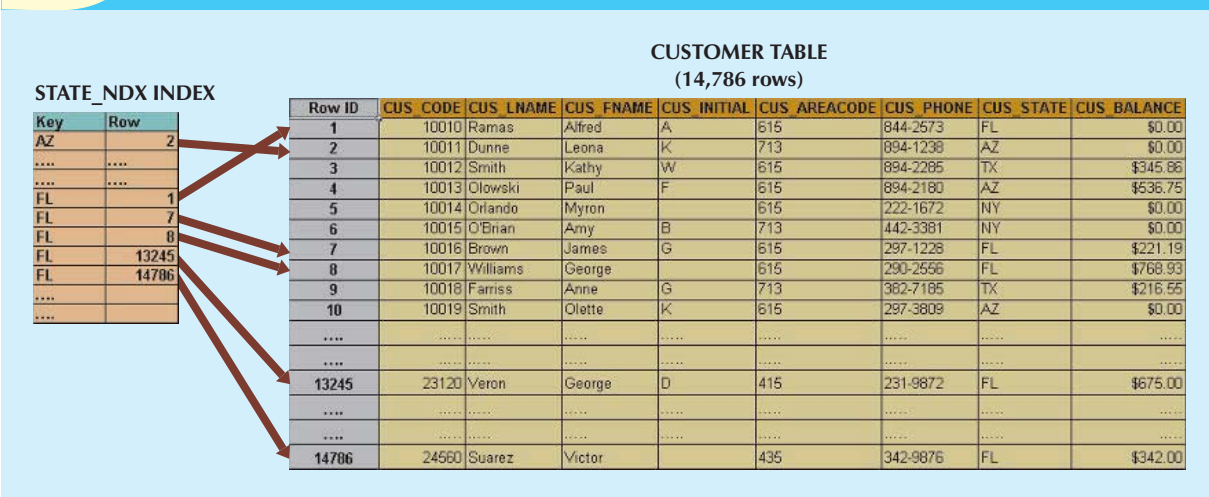 CUSTOMER TABLE
(14,786 rows)
STATE_NDX INDEX
Key Row
AZ 2
.... ....
.... ....
FL 1
FL 7
FL 8
FL 13245
FL 14786
....
....
Row ID CUS_CODE CUS_LNAME CUS_FNAME CUS_INITIAL CUS_AREACODE CUS_PHONE CUS_STATE CUS_BALANCE
1 10010 Ramas Alfred A 615 844-2573 FL $0.00
2 10011 Dunne Leona K 713 894-1238 AZ $0.00
3 10012 Smith Kathy W 615 894-2285 TX $345.86
4 10013 Olowski Paul F 615 894-2180 AZ $536.75
5 10014 Orlando Myron 615 222-1672 NY $0.00
6 10015 O'Brian Amy B 713 442-3381 NY $0.00
7 10016 Brown James G 615 297-1228 FL $221.19
8 10017 Williams George 615 290-2556 FL $768.93
9 10018 Farriss Anne G 713 382-7185 TX $216.55
10 10019 Smith Olette K 615 297-3809 AZ $0.00
.... ..... ..... ..... ..... ..... ..... ..... .....
.... ..... ..... ..... ..... ..... ..... ..... .....
13245 23120 Veron George D 415 231-9872 FL $675.00
.... ..... ..... ..... ..... ..... ..... ..... .....
.... ..... ..... ..... ..... ..... ..... ..... .....
14786 24560 Suarez Victor 435 342-9876 FL $342.00